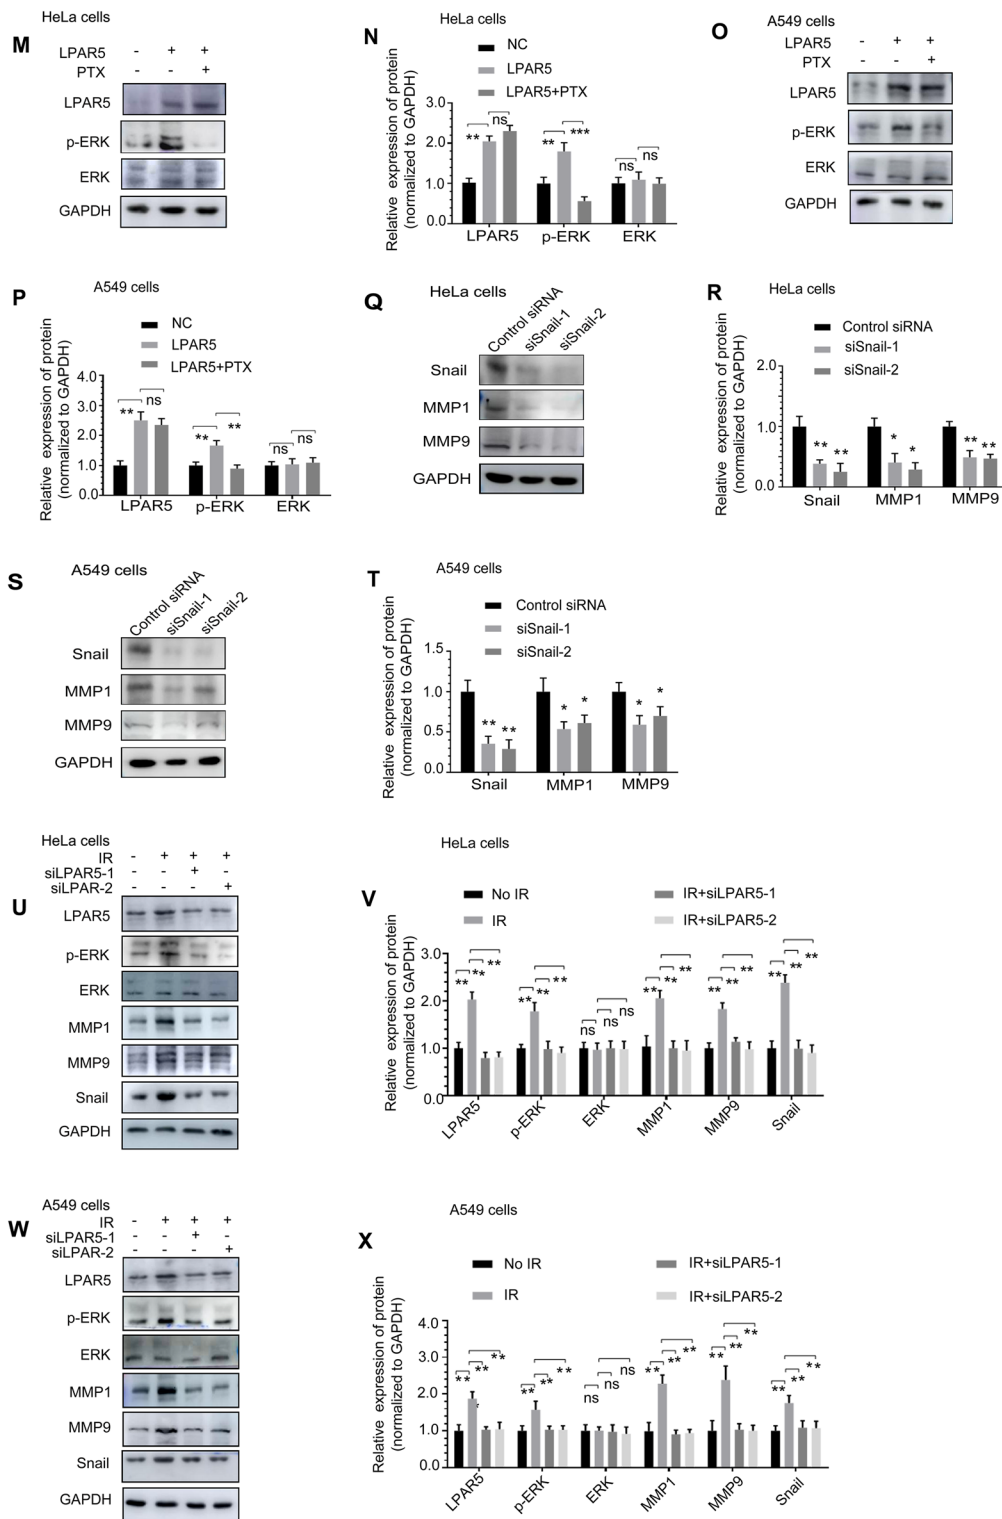 M
HeLa cells
LPAR5 - + +
PTX - - +
LPAR5
p-ERK
ERK
GAPDH
N
HeLa cells
NC
LPAR5
LPAR5+PTX
Relative expression of protein
(normalized to GAPDH)
3.0
2.0
1.0
0.0
** ns
** ***
ns ns
LPAR5 p-ERK ERK
O
A549 cells
LPAR5 - + +
PTX - - +
LPAR5
p-ERK
ERK
GAPDH
P
A549 cells
NC
LPAR5
LPAR5+PTX
Relative expression of protein
(normalized to GAPDH)
4.0
3.0
2.0
1.0
0.0
** ns
** **
ns ns
LPAR5 p-ERK ERK
Q
HeLa cells
Control siRNA
siSnail-1
siSnail-2
Snail
MMP1
MMP9
GAPDH
R
HeLa cells
Control siRNA
siSnail-1
siSnail-2
Relative expression of protein
(normalized to GAPDH)
2.0
1.0
0.0
** **
* *
** **
Snail MMP1 MMP9
S
A549 cells
Control siRNA
siSnail-1
siSnail-2
Snail
MMP1
MMP9
GAPDH
T
A549 cells
Control siRNA
siSnail-1
siSnail-2
Relative expression of protein
(normalized to GAPDH)
1.5
1.0
0.5
0.0
** **
* *
* *
Snail MMP1 MMP9
U
HeLa cells
IR - + + +
siLPAR5-1 - - + -
siLPAR-2 - - - +
LPAR5
p-ERK
ERK
MMP1
MMP9
Snail
GAPDH
V
HeLa cells
No IR
IR
IR+siLPAR5-1
IR+siLPAR5-2
Relative expression of protein
(normalized to GAPDH)
3.0
2.0
1.0
0.0
** ** **
** ** **
ns ns ns
** ** **
** ** **
** ** **
LPAR5 p-ERK ERK MMP1 MMP9 Snail
W
A549 cells
IR - + + +
siLPAR5-1 - - + -
siLPAR-2 - - - +
LPAR5
p-ERK
ERK
MMP1
MMP9
Snail
GAPDH
X
A549 cells
No IR
IR
IR+siLPAR5-1
IR+siLPAR5-2
Relative expression of protein
(normalized to GAPDH)
4.0
3.0
2.0
1.0
0.0
** ** **
** ** **
ns ns ns
** ** **
** ** **
** ** **
LPAR5 p-ERK ERK MMP1 MMP9 Snail